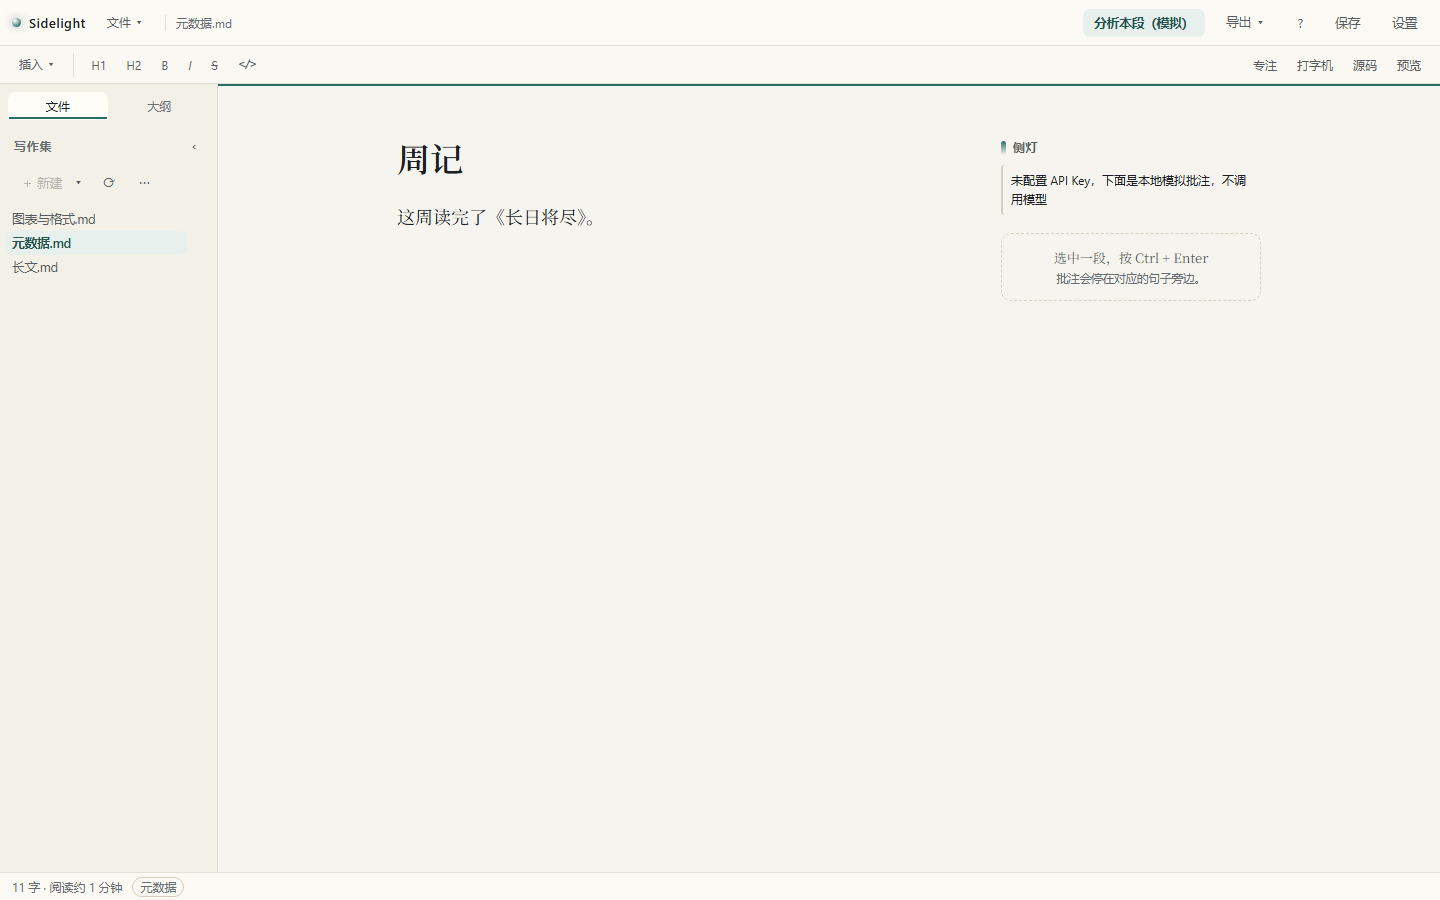 Sidelight 文件 ▾ 元数据.md 分析本段（模拟） 导出 ▾ ? 保存 设置
插入 ▾ H1 H2 B I S </> 专注 打字机 源码 预览
文件 大纲
写作集 ‹
+ 新建 ▾ ⟳ ···
图表与格式.md
元数据.md
长文.md
周记
这周读完了《长日将尽》。
侧灯
未配置 API Key，下面是本地模拟批注，不调
用模型
选中一段，按 Ctrl + Enter
批注会停在对应的句子旁边。
11 字 · 阅读约 1 分钟 元数据